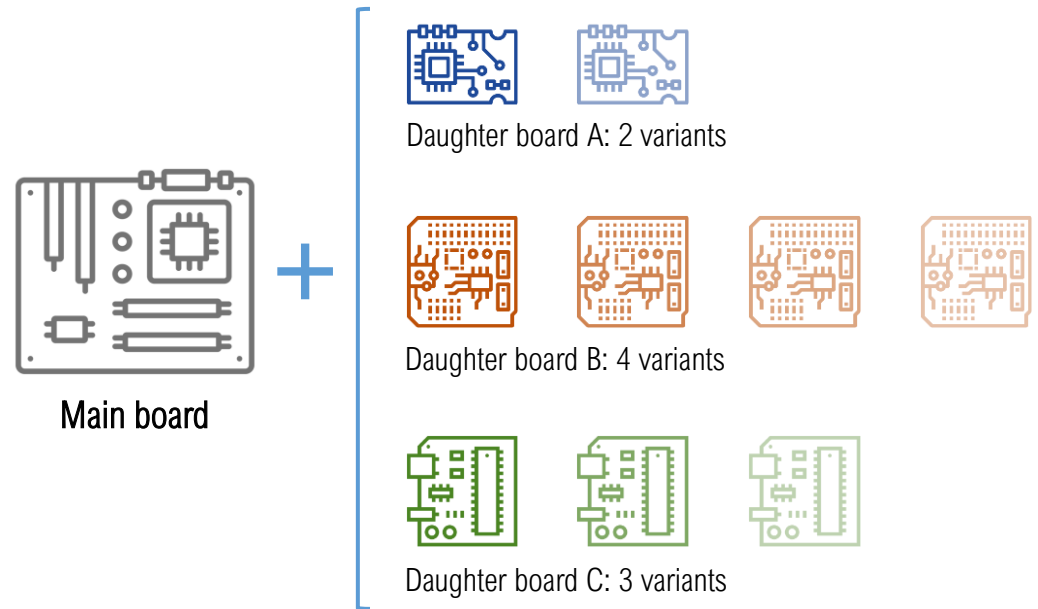 Daughter board A: 2 variants
Daughter board B: 4 variants
Main board
Daughter board C: 3 variants